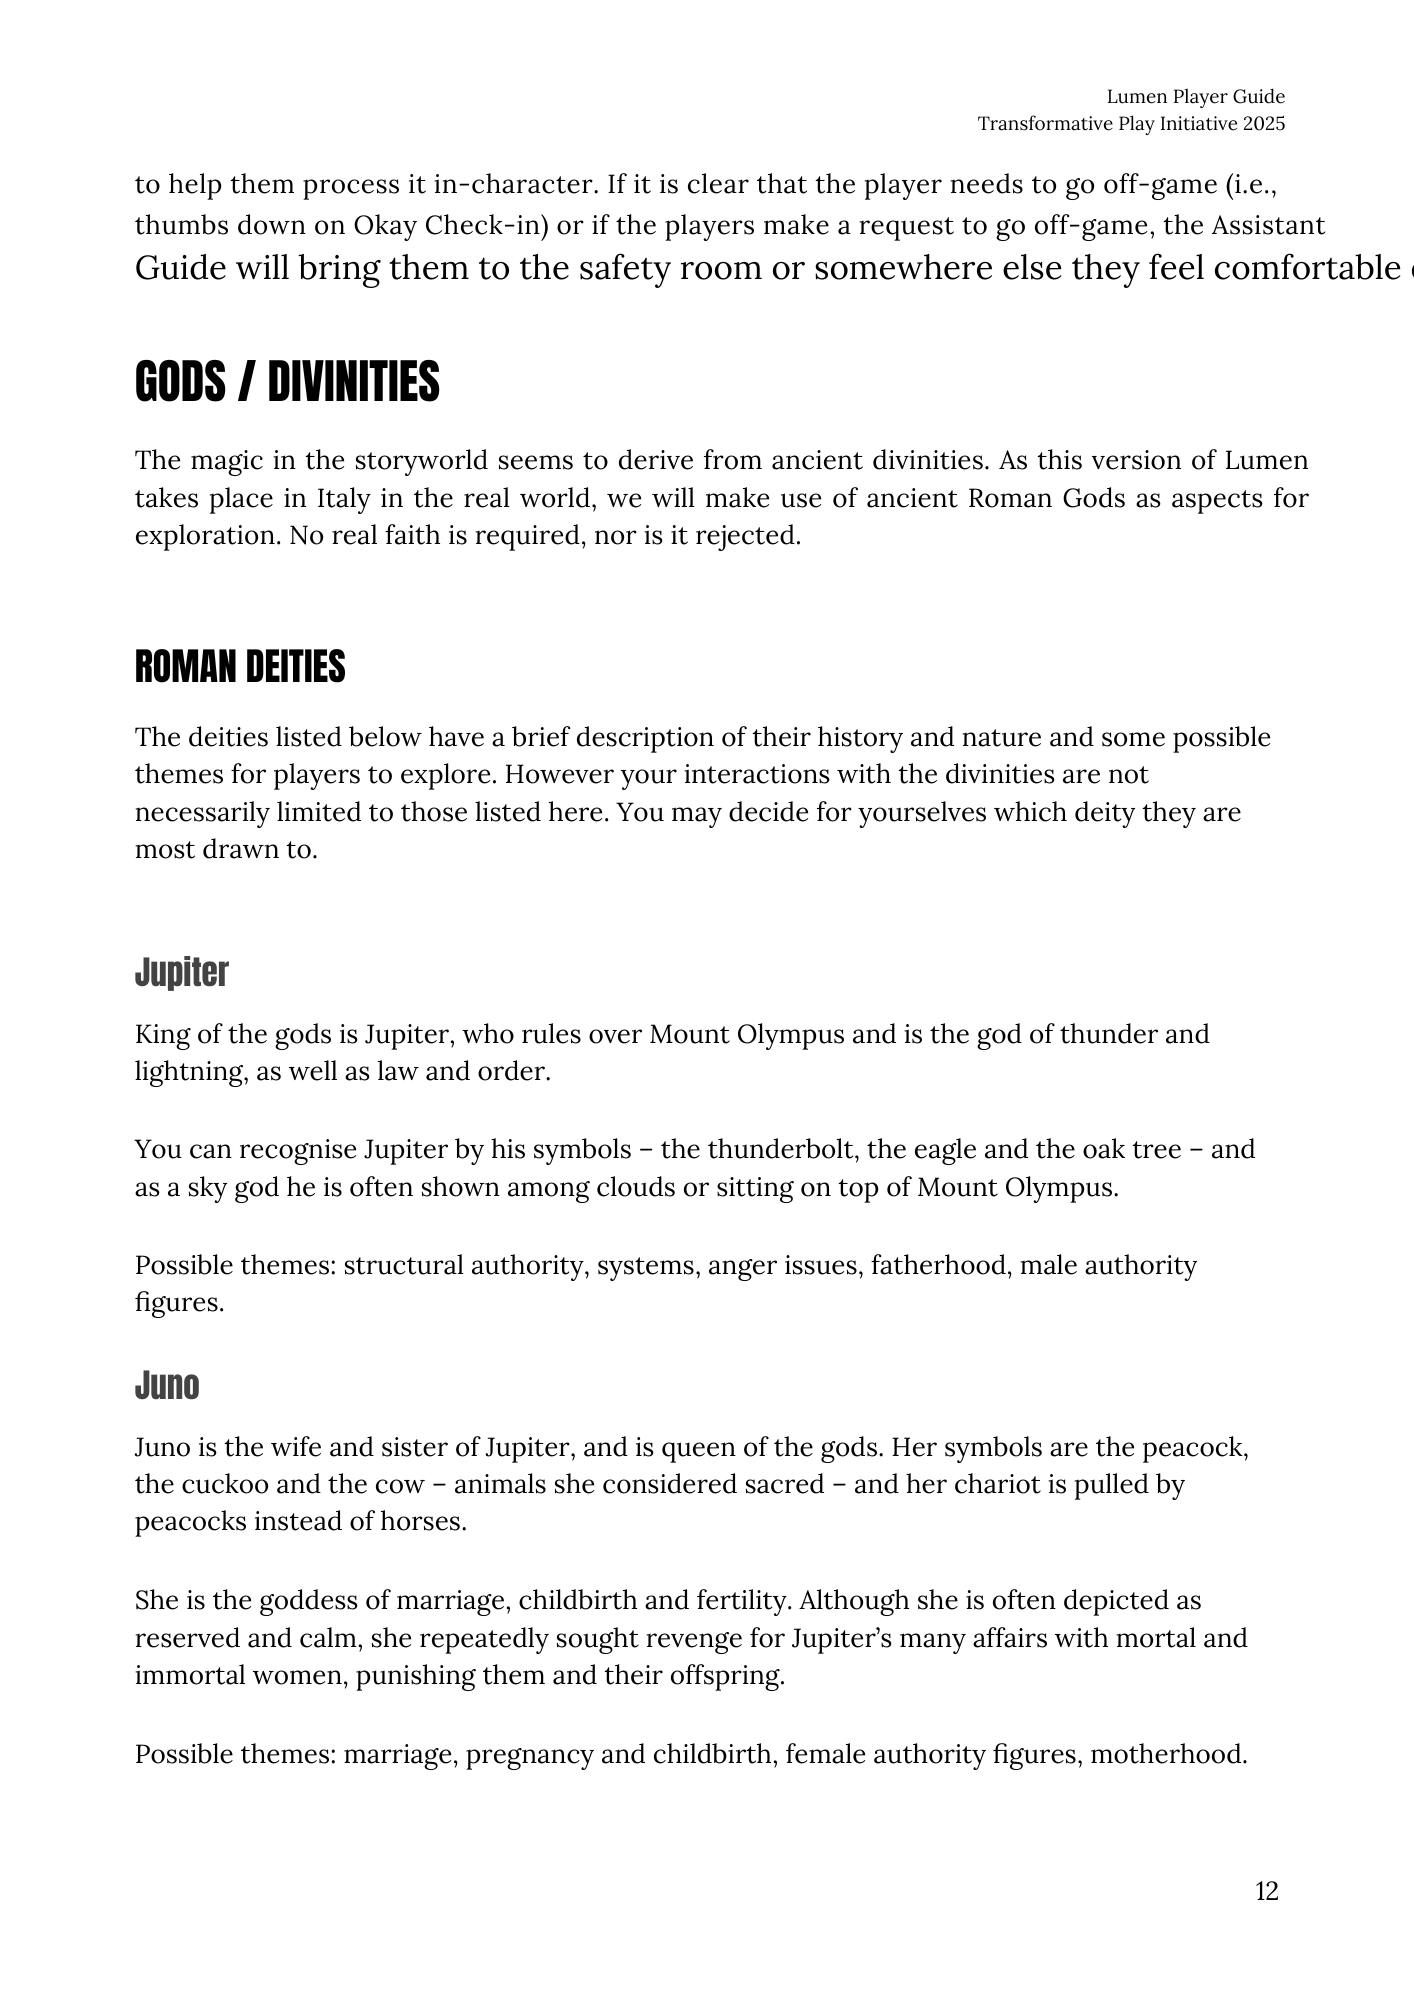 Lumen Player Guide
Transformative Play Initiative 2025
to help them process it in-character. If it is clear that the player needs to go off-game (i.e.,
thumbs down on Okay Check-in) or if the players make a request to go off-game, the Assistant
Guide will bring them to the safety room or somewhere else they feel comfortable
GODS / DIVINITIES
The magic in the storyworld seems to derive from ancient divinities. As this version of Lumen
takes place in Italy in the real world, we will make use of ancient Roman Gods as aspects for
exploration. No real faith is required, nor is it rejected.
ROMAN DEITIES
The deities listed below have a brief description of their history and nature and some possible
themes for players to explore. However your interactions with the divinities are not
necessarily limited to those listed here. You may decide for yourselves which deity they are
most drawn to.
Jupiter
King of the gods is Jupiter, who rules over Mount Olympus and is the god of thunder and
lightning, as well as law and order.
You can recognise Jupiter by his symbols – the thunderbolt, the eagle and the oak tree – and
as a sky god he is often shown among clouds or sitting on top of Mount Olympus.
Possible themes: structural authority, systems, anger issues, fatherhood, male authority
figures.
Juno
Juno is the wife and sister of Jupiter, and is queen of the gods. Her symbols are the peacock,
the cuckoo and the cow – animals she considered sacred – and her chariot is pulled by
peacocks instead of horses.
She is the goddess of marriage, childbirth and fertility. Although she is often depicted as
reserved and calm, she repeatedly sought revenge for Jupiter’s many affairs with mortal and
immortal women, punishing them and their offspring.
Possible themes: marriage, pregnancy and childbirth, female authority figures, motherhood.
12